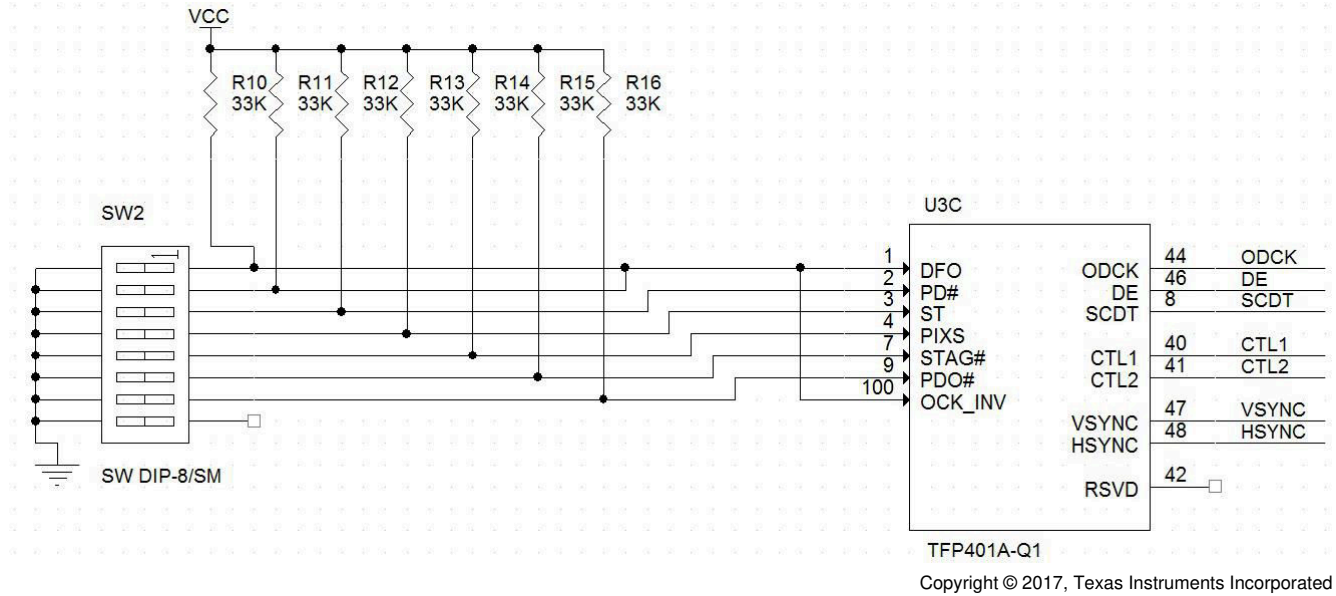 VCC
R10 R11 R12 R13 R14 R15 R16
33K 33K 33K 33K 33K 33K 33K
SW2
1
SW DIP-8/SM
U3C
1 DFO
2 PD#
3 ST
4 PIXS
7 STAG#
9 PDO#
100 OCK_INV
ODCK 44 ODCK
DE 46 DE
SCDT 8 SCDT
CTL1 40 CTL1
CTL2 41 CTL2
VSYNC 47 VSYNC
HSYNC 48 HSYNC
RSVD 42
TFP401A-Q1
Copyright © 2017, Texas Instruments Incorporated